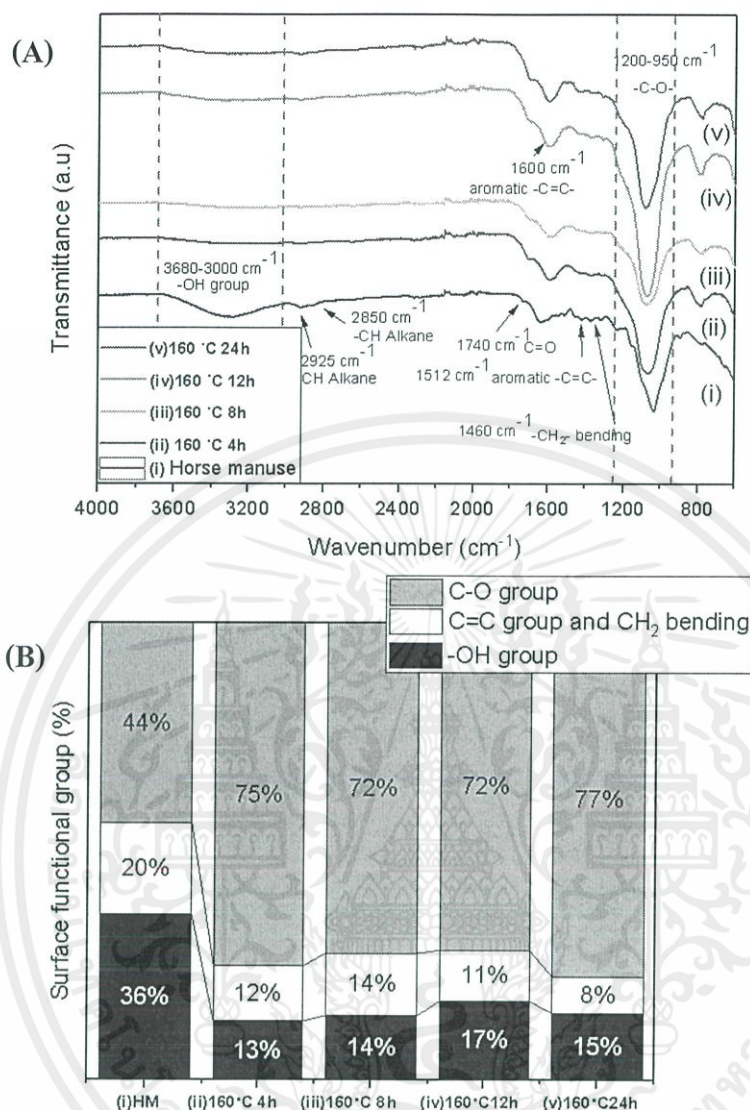 (A)
Transmittance (a.u)
1200-950 cm⁻¹
-C-O-
(v)
1600 cm⁻¹
aromatic -C=C-
(iv)
(iii)
3680-3000 cm⁻¹
-OH group
(ii)
2850 cm⁻¹
-CH Alkane
2925 cm⁻¹
-CH Alkane
1740 cm⁻¹ C=O
1512 cm⁻¹ aromatic -C=C-
(i)
1460 cm⁻¹ -CH₂- bending
(v)160 °C 24h
(iv)160 °C 12h
(iii)160 °C 8h
(ii) 160 °C 4h
(i) Horse manuse
4000 3600 3200 2800 2400 2000 1600 1200 800
Wavenumber (cm⁻¹)
C-O group
C=C group and CH₂ bending
-OH group
(B)
Surface functional group (%)
44% 75% 72% 72% 77%
20% 12% 14% 11% 8%
36% 13% 14% 17% 15%
(i)HM (ii)160°C 4h (iii)160°C 8h (iv)160°C12h (v)160°C24h